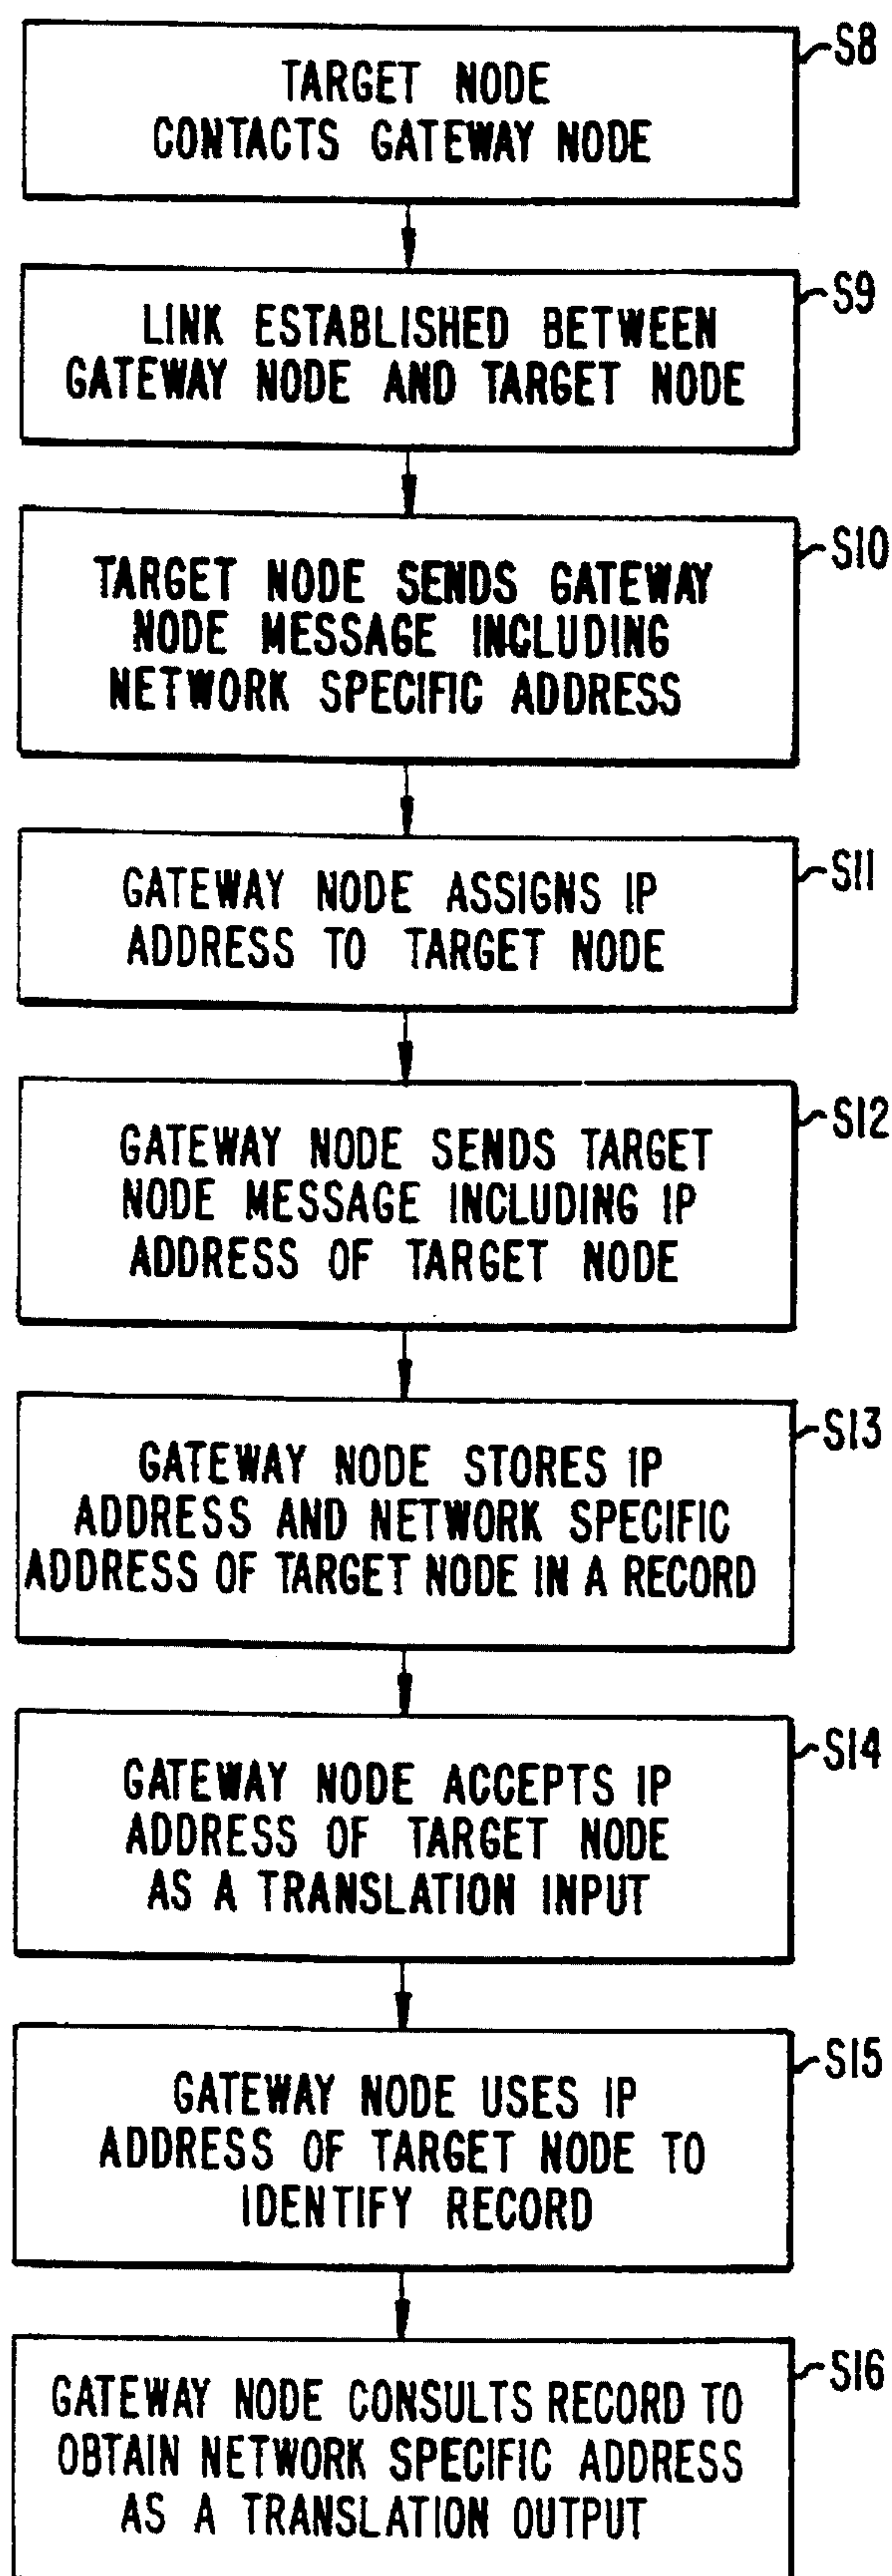 S8
TARGET NODE
CONTACTS GATEWAY NODE
S9
LINK ESTABLISHED BETWEEN
GATEWAY NODE AND TARGET NODE
S10
TARGET NODE SENDS GATEWAY
NODE MESSAGE INCLUDING
NETWORK SPECIFIC ADDRESS
S11
GATEWAY NODE ASSIGNS IP
ADDRESS TO TARGET NODE
S12
GATEWAY NODE SENDS TARGET
NODE MESSAGE INCLUDING IP
ADDRESS OF TARGET NODE
S13
GATEWAY NODE STORES IP
ADDRESS AND NETWORK SPECIFIC
ADDRESS OF TARGET NODE IN A RECORD
S14
GATEWAY NODE ACCEPTS IP
ADDRESS OF TARGET NODE
AS A TRANSLATION INPUT
S15
GATEWAY NODE USES IP
ADDRESS OF TARGET NODE TO
IDENTIFY RECORD
S16
GATEWAY NODE CONSULTS RECORD TO
OBTAIN NETWORK SPECIFIC ADDRESS
AS A TRANSLATION OUTPUT